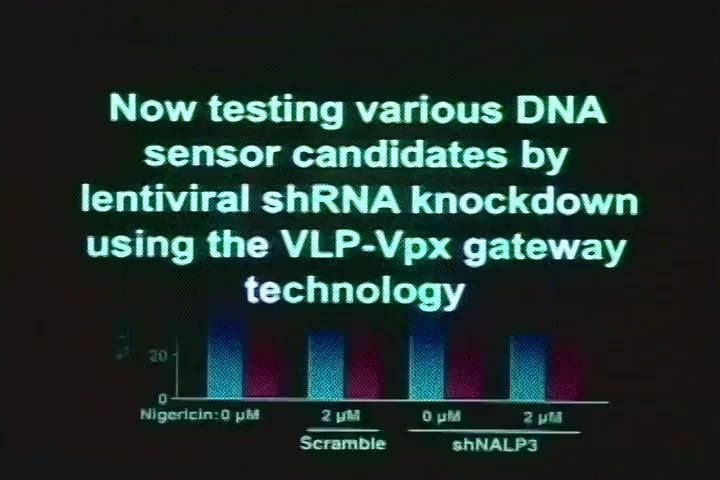 Now testing various DNA
sensor candidates by
lentiviral shRNA knockdown
using the VLP-Vpx gateway
technology
20
0
Nigericin: 0 μM 2 μM 0 μM 2 μM
Scramble shNALP3